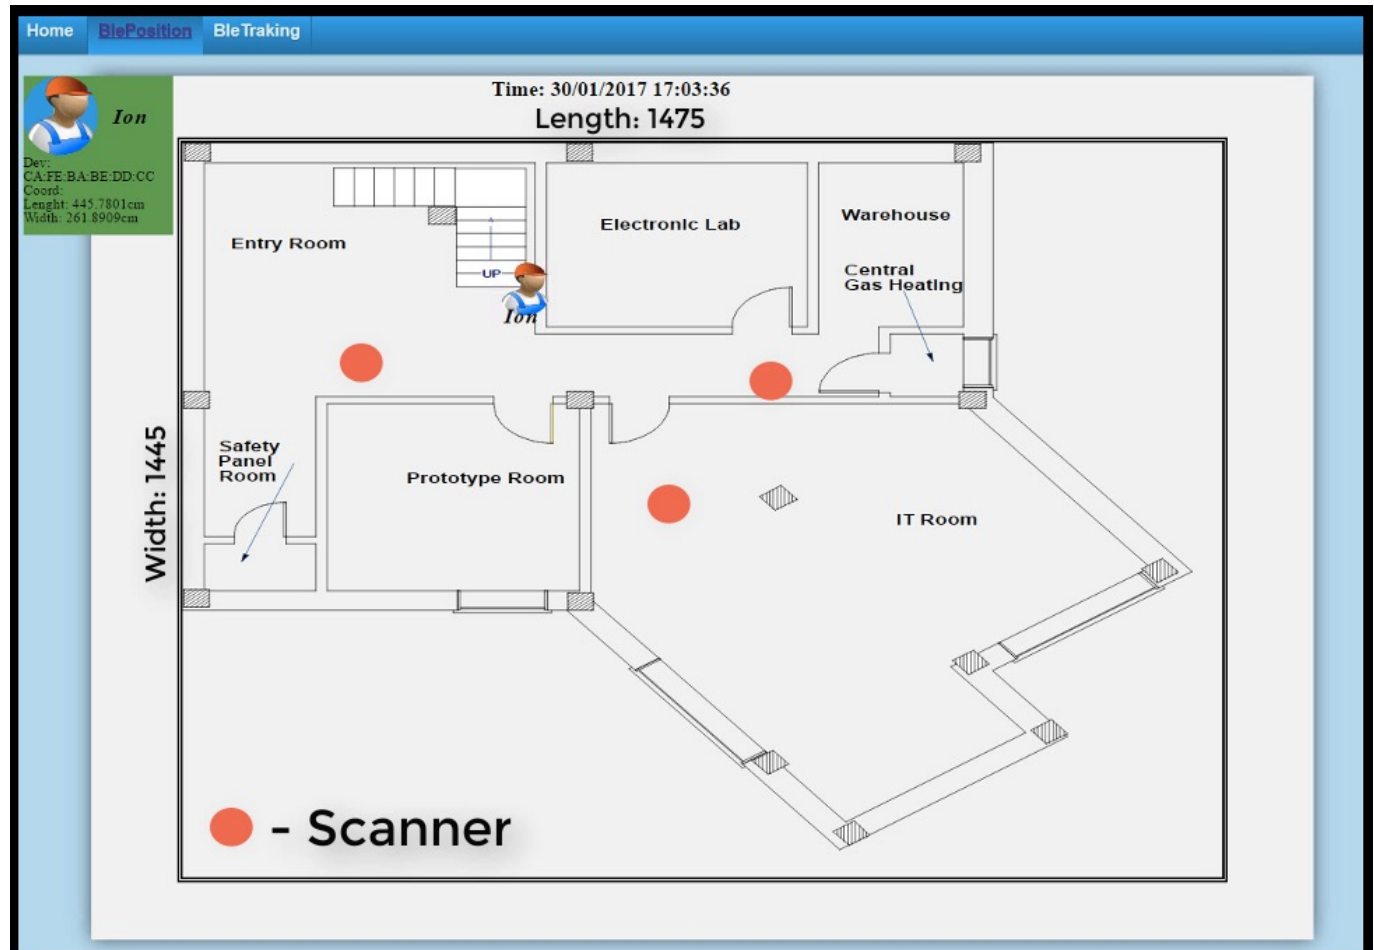 Home BlePosition BleTraking
Time: 30/01/2017 17:03:36
Length: 1475
Ion
Dev:
CA:FE:BA:BE:DD:CC
Coord:
Lenght: 445.7801cm
Width: 261.8909cm
Entry Room
Electronic Lab
Warehouse
Central
Gas Heating
UP
Ion
Width: 1445
Safety
Panel
Room
Prototype Room
IT Room
- Scanner